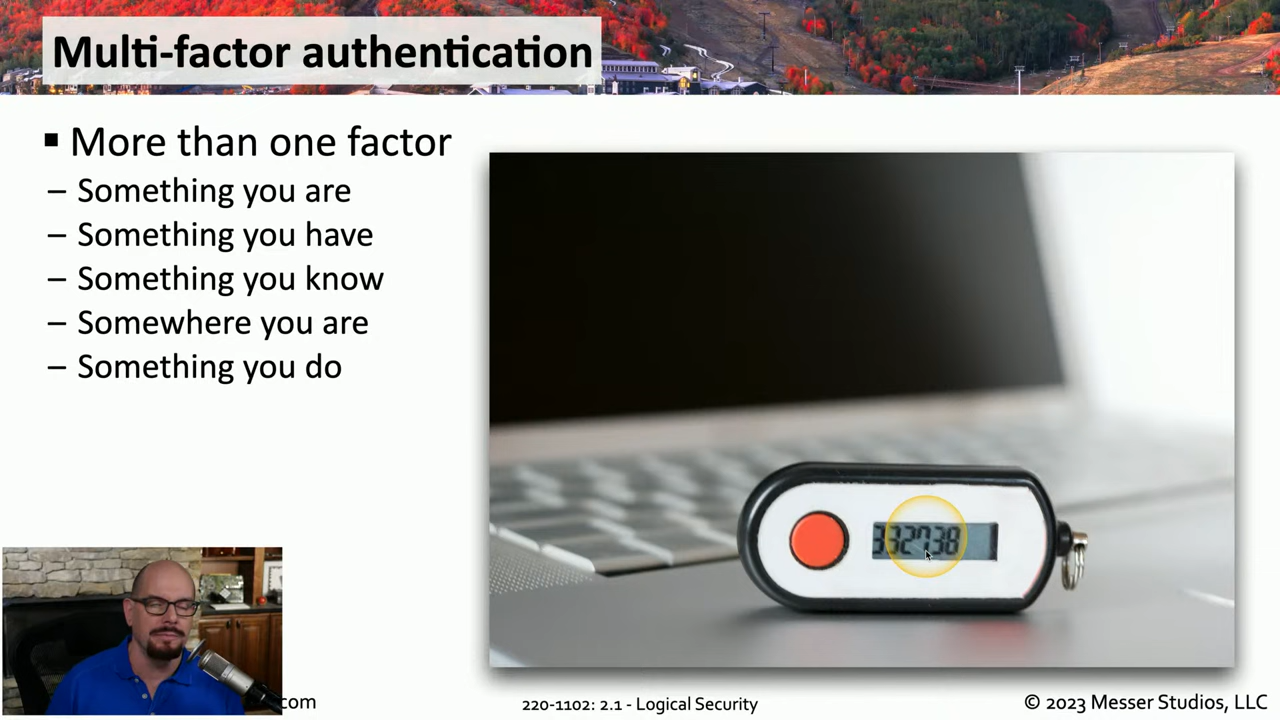 Multi-factor authentication
▪ More than one factor
– Something you are
– Something you have
– Something you know
– Somewhere you are
– Something you do
332738
com
220-1102: 2.1 - Logical Security
© 2023 Messer Studios, LLC